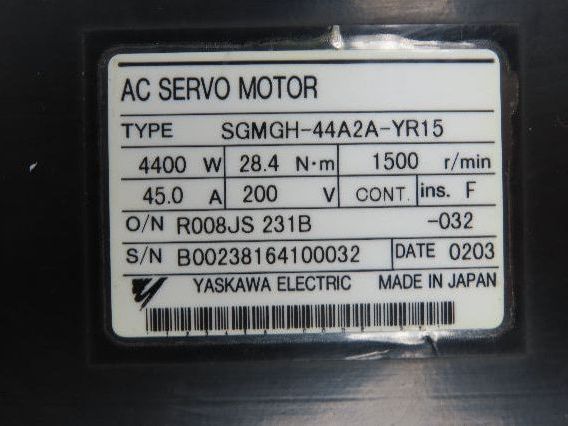 AC SERVO MOTOR
TYPE SGMGH-44A2A-YR15
4400 W 28.4 N·m 1500 r/min
45.0 A 200 V CONT. ins. F
O/N R008JS 231B -032
S/N B00238164100032 DATE 0203
YASKAWA ELECTRIC MADE IN JAPAN